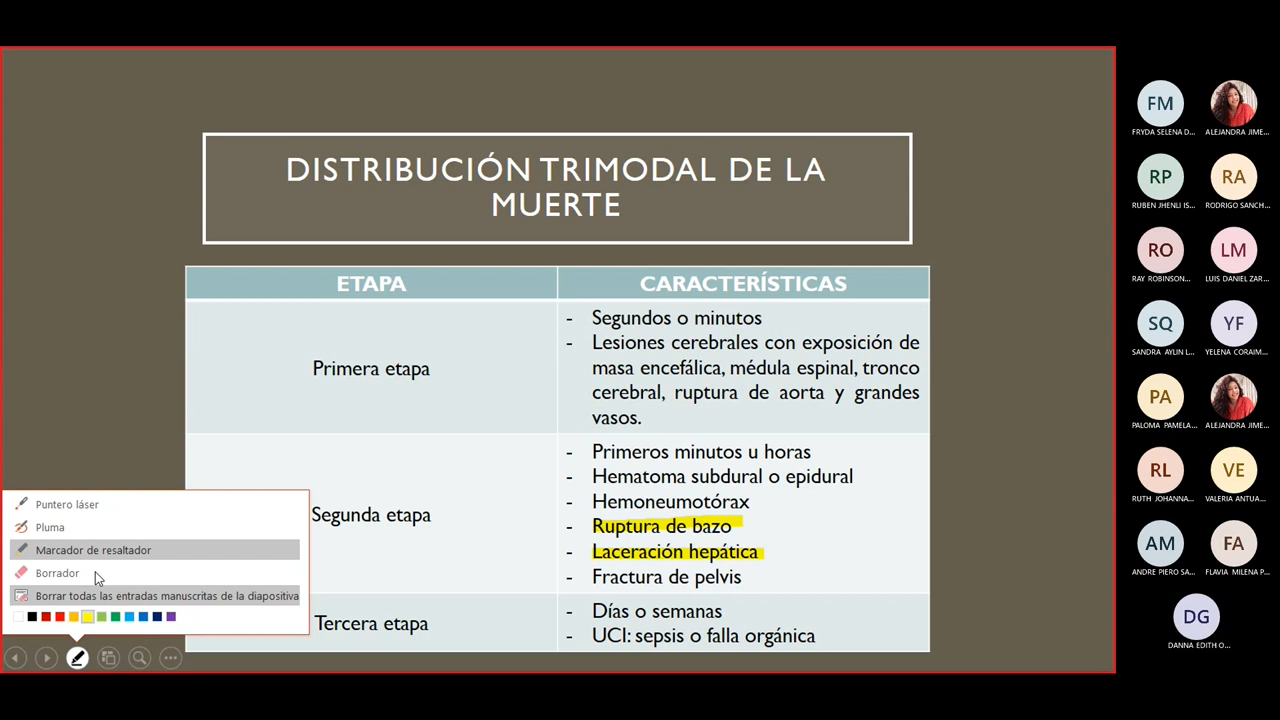 DISTRIBUCIÓN TRIMODAL DE LA
MUERTE
ETAPA
CARACTERÍSTICAS
Primera etapa
- Segundos o minutos
- Lesiones cerebrales con exposición de
masa encefálica, médula espinal, tronco
cerebral, ruptura de aorta y grandes
vasos.
Segunda etapa
- Primeros minutos u horas
- Hematoma subdural o epidural
- Hemoneumotórax
- Ruptura de bazo
- Laceración hepática
- Fractura de pelvis
Tercera etapa
- Días o semanas
- UCI: sepsis o falla orgánica
Puntero láser
Pluma
Marcador de resaltador
Borrador
Borrar todas las entradas manuscritas de la diapositiva
FM
FRYDA SELENA D...
ALEJANDRA JIME...
RP
RUBEN JHENLI IS...
RA
RODRIGO SANCH...
RO
RAY ROBINSON...
LM
LUIS DANIEL ZAR...
SQ
SANDRA AYLIN L...
YF
YELENA CORAIM...
PA
PALOMA PAMELA...
ALEJANDRA JIME...
RL
RUTH JOHANNA...
VE
VALERIA ANTUA...
AM
ANDRE PIERO SA...
FA
FLAVIA MILENA P...
DG
DANNA EDITH O...